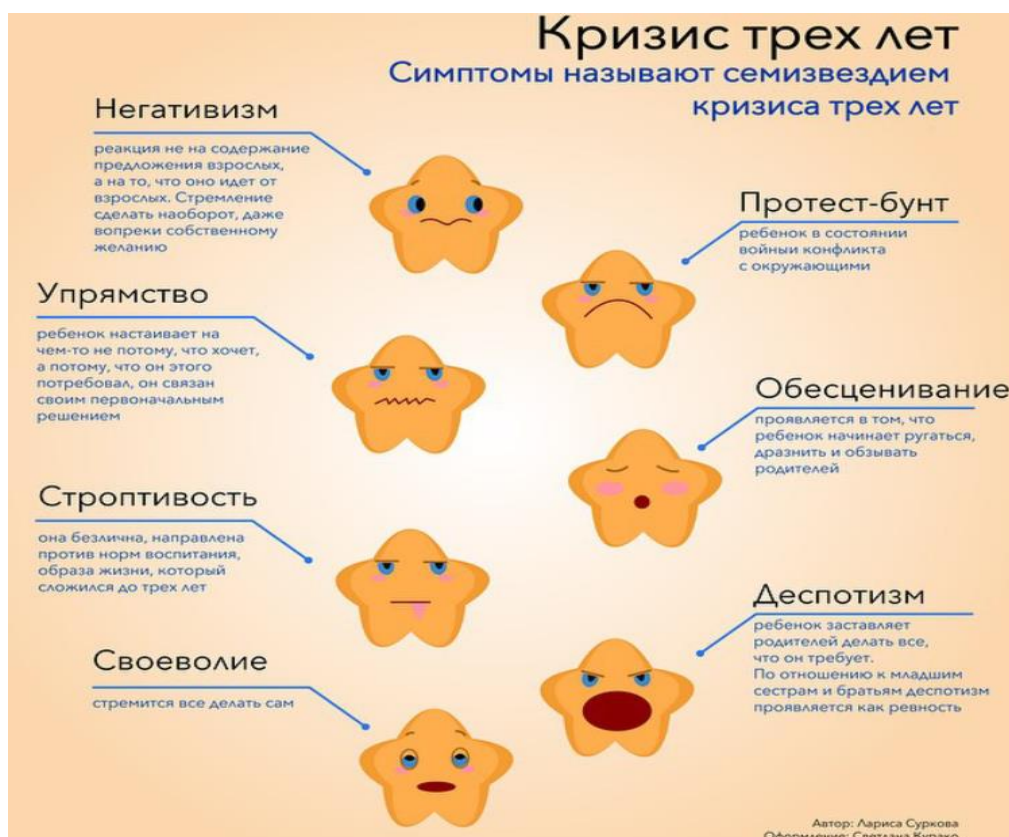 Кризис трех лет
Симптомы называют семизвездием
кризиса трех лет
Негативизм
реакция не на содержание
предложения взрослых,
а на то, что оно идет от
взрослых. Стремление
сделать наоборот, даже
вопреки собственному
желанию
Протест-бунт
ребенок в состоянии
войныи конфликта
с окружающими
Упрямство
ребенок настаивает на
чем-то не потому, что хочет,
а потому, что он этого
потребовал, он связан
своим первоначальным
решением
Обесценивание
проявляется в том, что
ребенок начинает ругаться,
дразнить и обзывать
родителей
Строптивость
она безлична, направлена
против норм воспитания,
образа жизни, который
сложился до трех лет
Деспотизм
ребенок заставляет
родителей делать все,
что он требует.
По отношению к младшим
сестрам и братьям деспотизм
проявляется как ревность
Своеволие
стремится все делать сам
Автор: Лариса Суркова
Оформление: Светлана